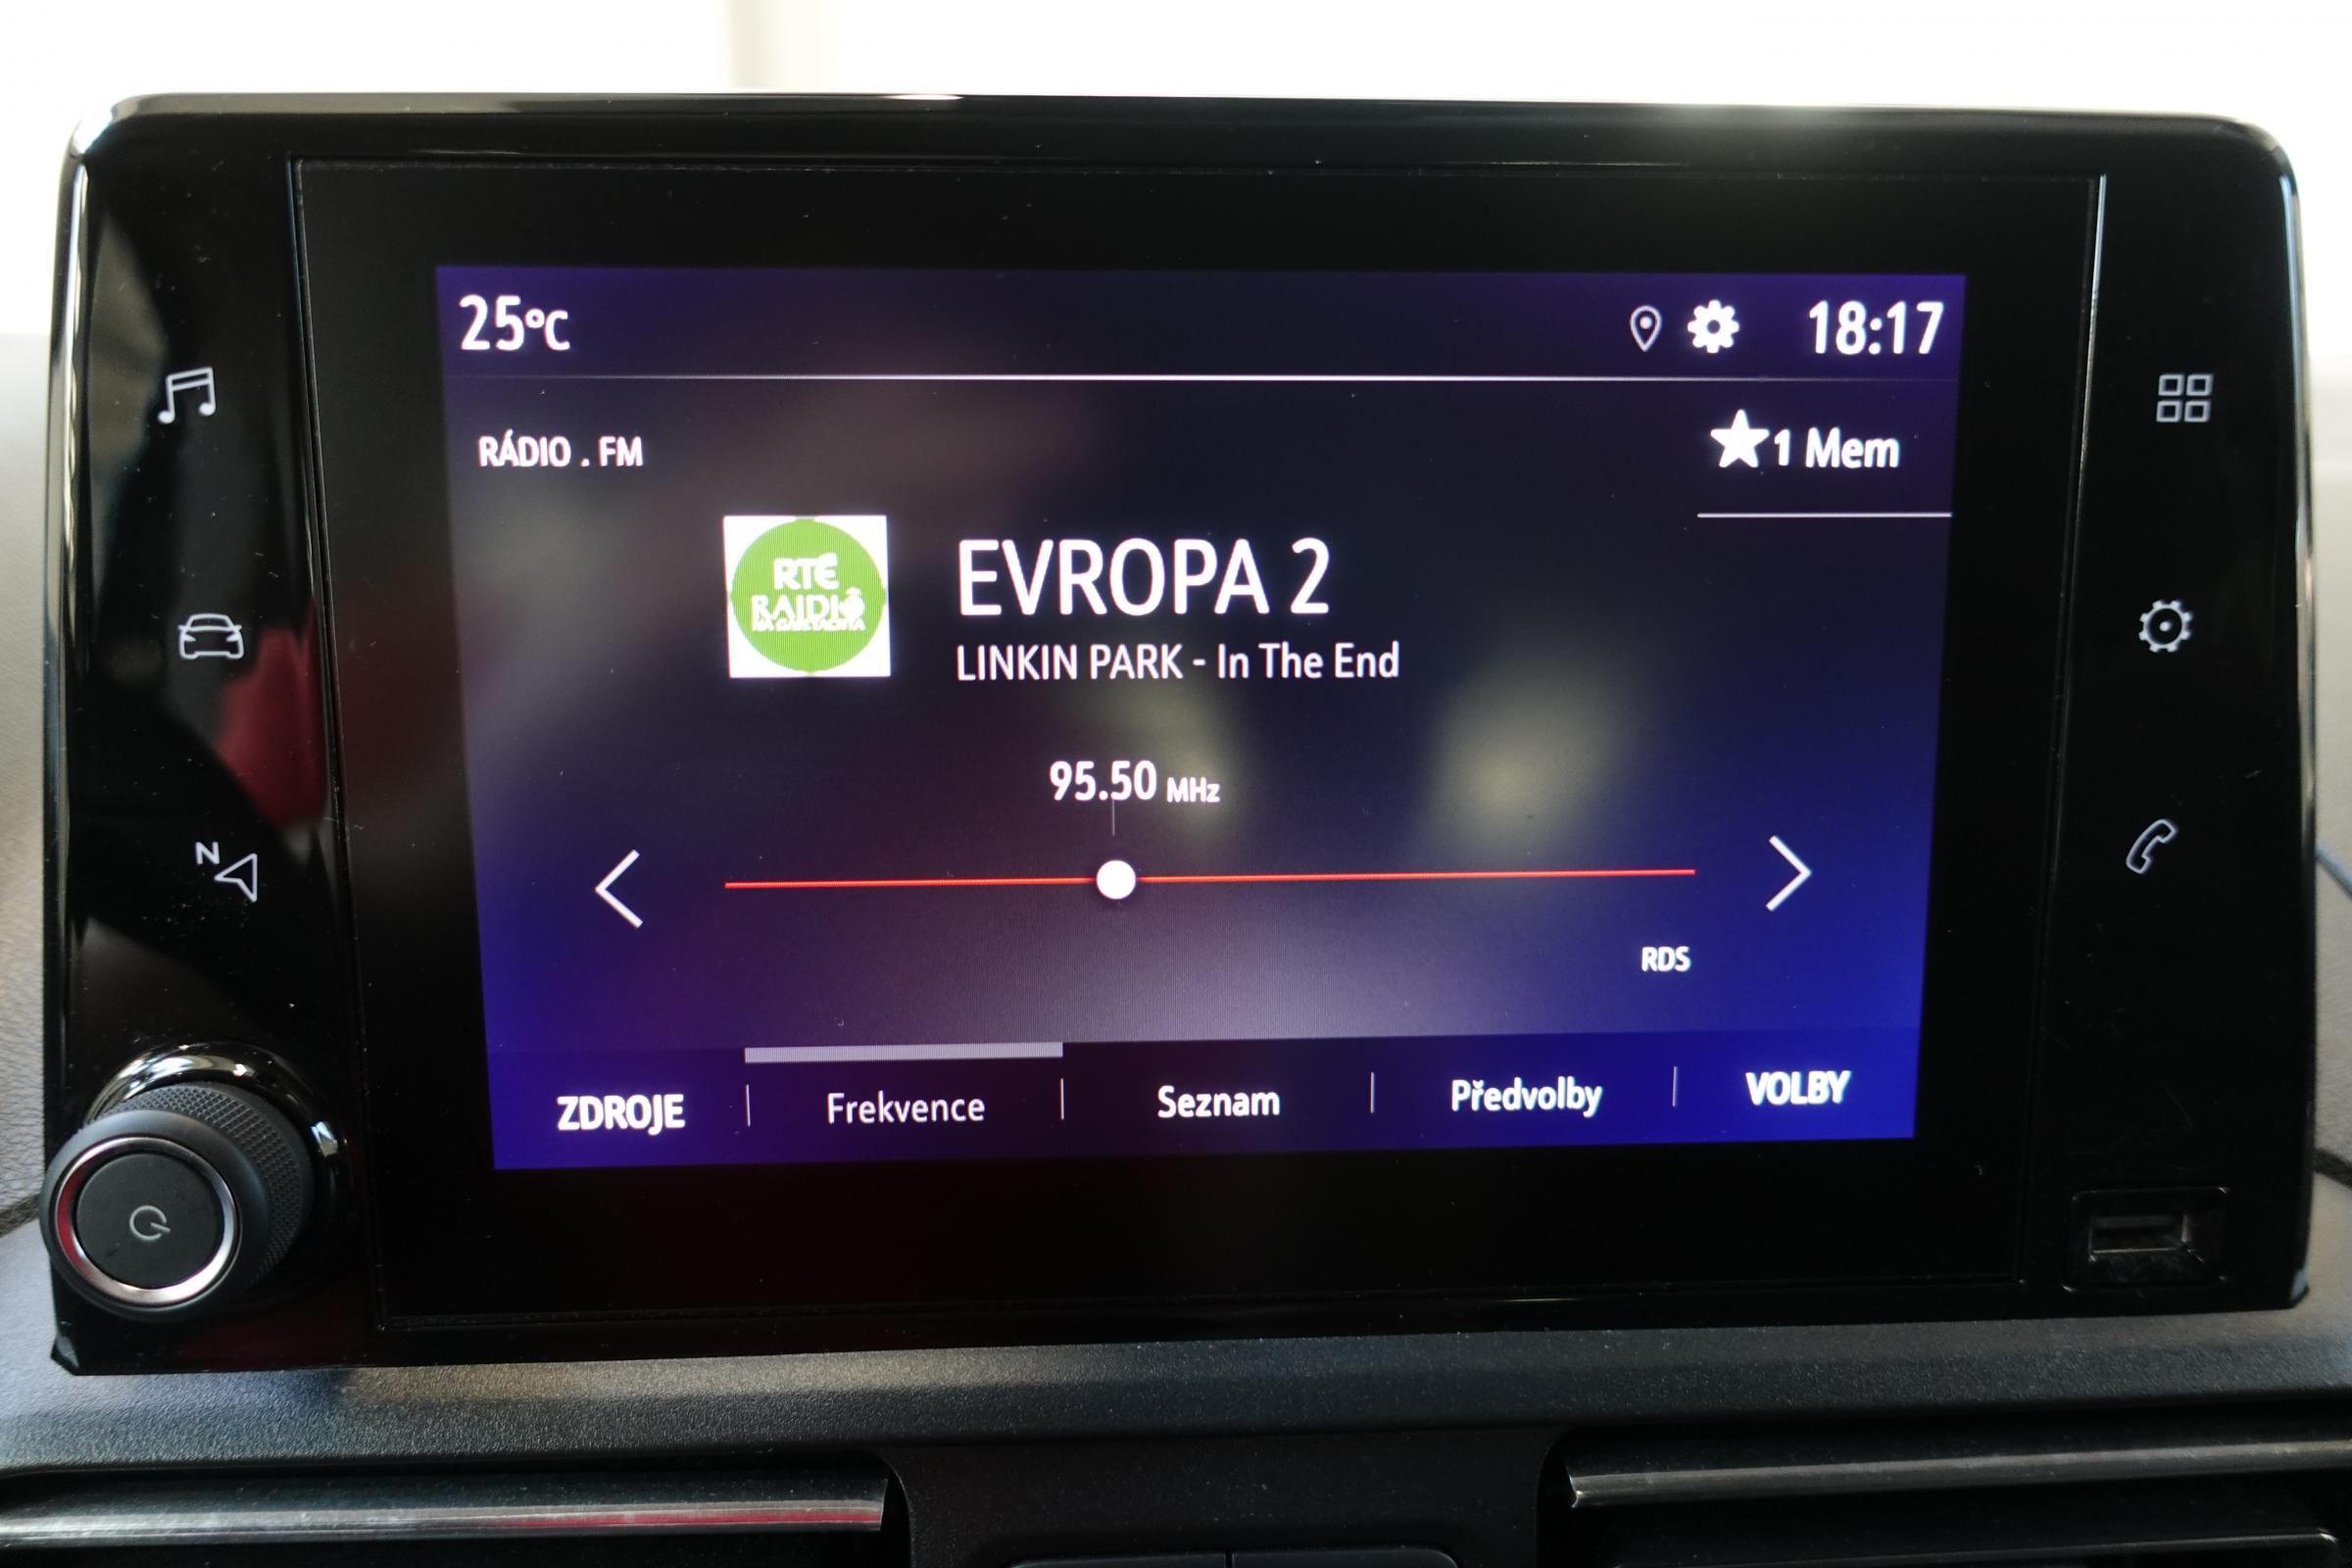 25°C
18:17
RÁDIO . FM
1 Mem
RTÉ
RAIDIÓ
EVROPA 2
LINKIN PARK - In The End
95.50 MHz
N
RDS
ZDROJE
Frekvence
Seznam
Předvolby
VOLBY